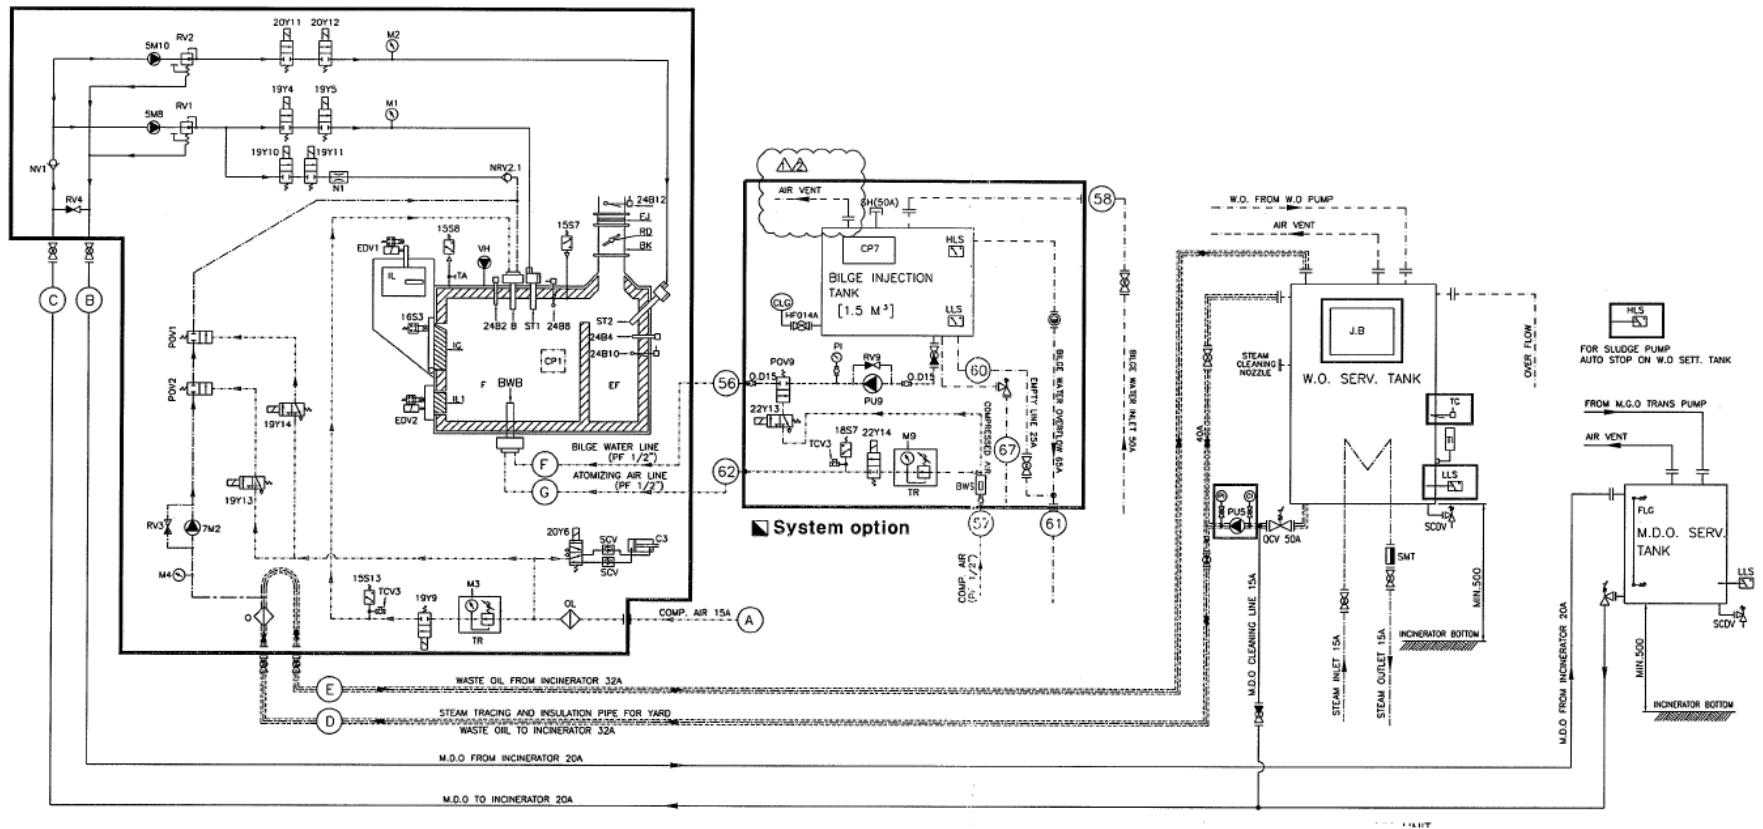 20Y11 20Y12
M2
RV2
5M10
19Y4 19Y5
M1
RV1
5M8
19Y10 19Y11
NV1
N1
NRV2.1
RV4
24B12
EJ
RD
BK
15S8
15S7
EDV1
VH
IL
TA
16S3
24B2 B ST1 24B8
ST2
24B4
24B10
IG
CP1
F
BWB
EF
IL1
EDV2
POV1
POV2
19Y14
19Y13
RV3
7M2
M4
O
C
B
BILGE WATER LINE
(PF 1/2")
F
ATOMIZING AIR LINE
(PF 1/2")
G
20Y6
SCV
SCV
C3
15S13
TCV3
19Y9
M3
TR
OL
COMP. AIR 15A
A
1 2
AIR VENT
SH(50A)
58
CP7
HLS
BILGE INJECTION
TANK
[1.5 M³]
LLS
CLG
HF014A
PI
POV9
RV9
56
O.D15
O.D15
PU9
60
22Y13
18S7
22Y14
TCV3
M9
TR
BWS
COMPRESSED AIR
67
EMPTY LINE 25A
BILGE WATER OVERFLOW 65A
BILGE WATER INLET 50A
62
57
61
System option
COMP. AIR
(PF 1/2")
W.O. FROM W.O PUMP
AIR VENT
J.B
STEAM
CLEANING
NOZZLE
W.O. SERV. TANK
OVER FLOW
TC
TI
LLS
SCDV
40A
PU5
OCV 50A
SMT
HLS
FOR SLUDGE PUMP
AUTO STOP ON W.O SETT. TANK
FROM M.G.O TRANS PUMP
AIR VENT
FLG
M.D.O. SERV.
TANK
LLS
SCDV
MIN.500
INCINERATOR BOTTOM
MIN.500
INCINERATOR BOTTOM
STEAM INLET 15A
STEAM OUTLET 15A
M.D.O CLEANING LINE 15A
M.D.O FROM INCINERATOR 20A
E
WASTE OIL FROM INCINERATOR 32A
D
STEAM TRACING AND INSULATION PIPE FOR YARD
WASTE OIIL TO INCINERATOR 32A
M.D.O FROM INCINERATOR 20A
M.D.O TO INCINERATOR 20A